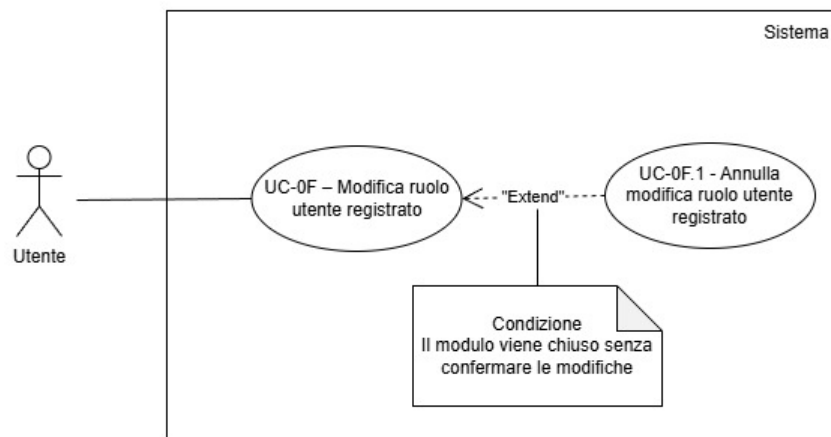 Sistema
UC-0F – Modifica ruolo
utente registrato
"Extend"
UC-0F.1 - Annulla
modifica ruolo utente
registrato
Utente
Condizione
Il modulo viene chiuso senza
confermare le modifiche